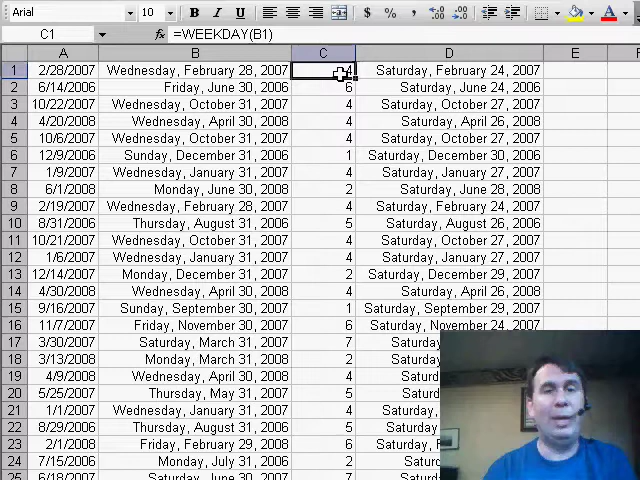 Arial 10 B I U $ % , ←.0 .00 .00 →.0 A
C1 fx =WEEKDAY(B1)
A B C D E F
1 2/28/2007 Wednesday, February 28, 2007 4 Saturday, February 24, 2007
2 6/14/2006 Friday, June 30, 2006 6 Saturday, June 24, 2006
3 10/22/2007 Wednesday, October 31, 2007 4 Saturday, October 27, 2007
4 4/20/2008 Wednesday, April 30, 2008 4 Saturday, April 26, 2008
5 10/6/2007 Wednesday, October 31, 2007 4 Saturday, October 27, 2007
6 12/9/2006 Sunday, December 31, 2006 1 Saturday, December 30, 2006
7 1/9/2007 Wednesday, January 31, 2007 4 Saturday, January 27, 2007
8 6/1/2008 Monday, June 30, 2008 2 Saturday, June 28, 2008
9 2/19/2007 Wednesday, February 28, 2007 4 Saturday, February 24, 2007
10 8/31/2006 Thursday, August 31, 2006 5 Saturday, August 26, 2006
11 10/21/2007 Wednesday, October 31, 2007 4 Saturday, October 27, 2007
12 1/6/2007 Wednesday, January 31, 2007 4 Saturday, January 27, 2007
13 12/14/2007 Monday, December 31, 2007 2 Saturday, December 29, 2007
14 4/30/2008 Wednesday, April 30, 2008 4 Saturday, April 26, 2008
15 9/16/2007 Sunday, September 30, 2007 1 Saturday, September 29, 2007
16 11/7/2007 Friday, November 30, 2007 6 Saturday, November 24, 2007
17 3/30/2007 Saturday, March 31, 2007 7 Saturday,
18 3/13/2008 Monday, March 31, 2008 2 Saturday,
19 4/9/2008 Wednesday, April 30, 2008 4 Saturd
20 5/25/2007 Thursday, May 31, 2007 5 Saturd
21 1/1/2007 Wednesday, January 31, 2007 4 Saturday
22 8/29/2006 Thursday, August 31, 2006 5 Saturday
23 2/1/2008 Friday, February 29, 2008 6 Saturday,
24 7/15/2006 Monday, July 31, 2006 2 Saturd
25 6/18/2007 Saturday, June 30, 2007 7 Saturd